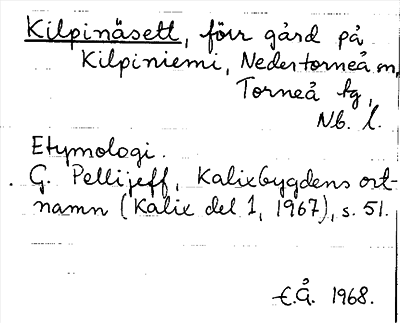 Kilpinäsett, förr gård på
Kilpiniemi, Nedertorneå sn,
Torneå tg,
Nb. l.
Etymologi.
G. Pellijeff, Kalixbygdens ort-
namn (Kalix del 1, 1967), s. 51.
E.Å. 1968.